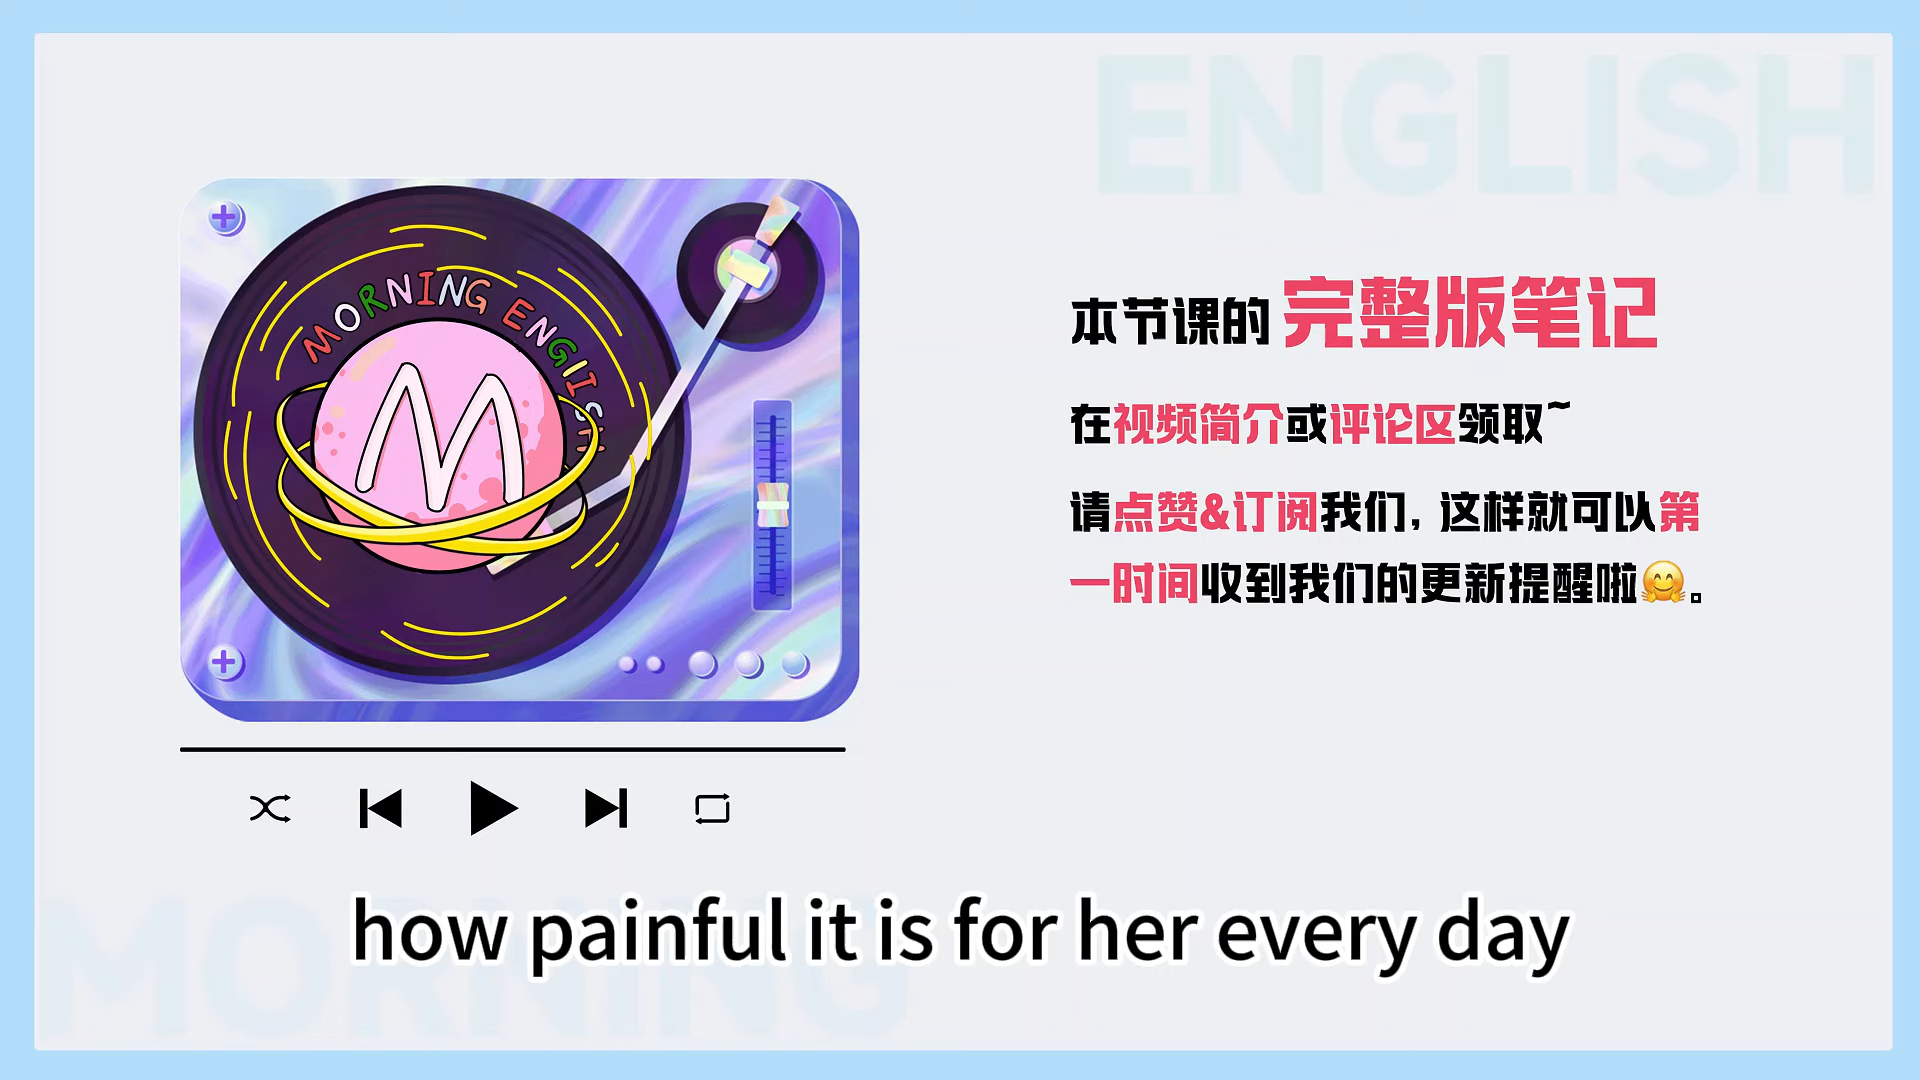 ENGLISH
MORNING ENGLISH
M
本节课的 完整版笔记
在视频简介或评论区领取~
请点赞&订阅我们，这样就可以第
一时间收到我们的更新提醒啦🤗。
how painful it is for her every day
MORNING